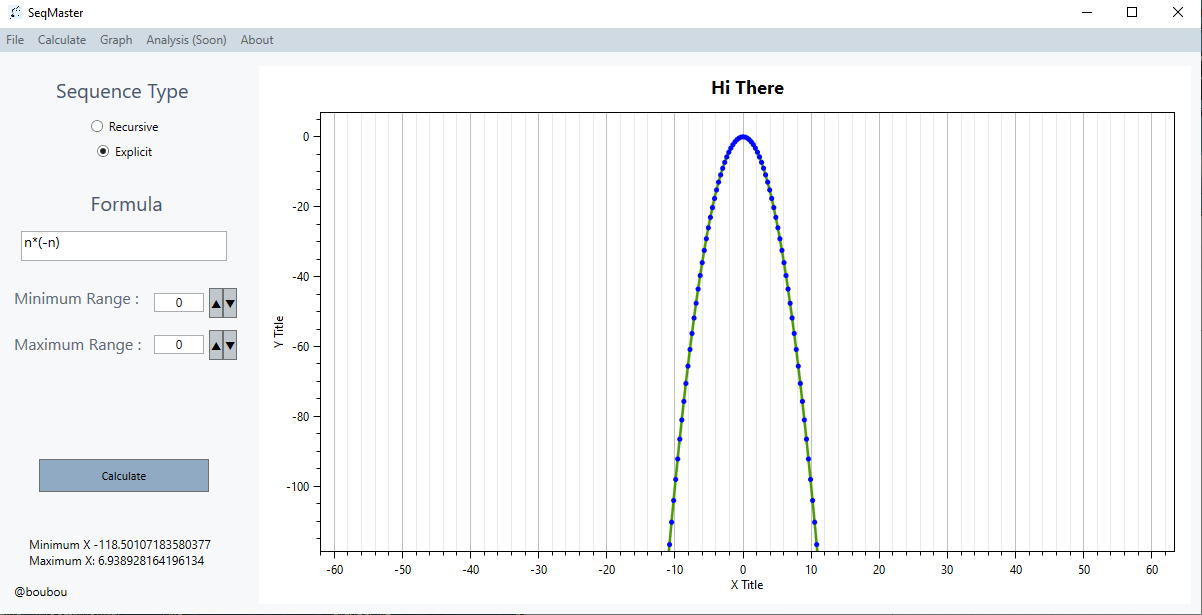 SeqMaster
File Calculate Graph Analysis (Soon) About
Sequence Type
Recursive
Explicit
Formula
n*(-n)
Minimum Range : 0
Maximum Range : 0
Calculate
Minimum X -118.50107183580377
Maximum X: 6.938928164196134
@boubou
Hi There
Y Title
0
-20
-40
-60
-80
-100
-60 -50 -40 -30 -20 -10 0 10 20 30 40 50 60
X Title